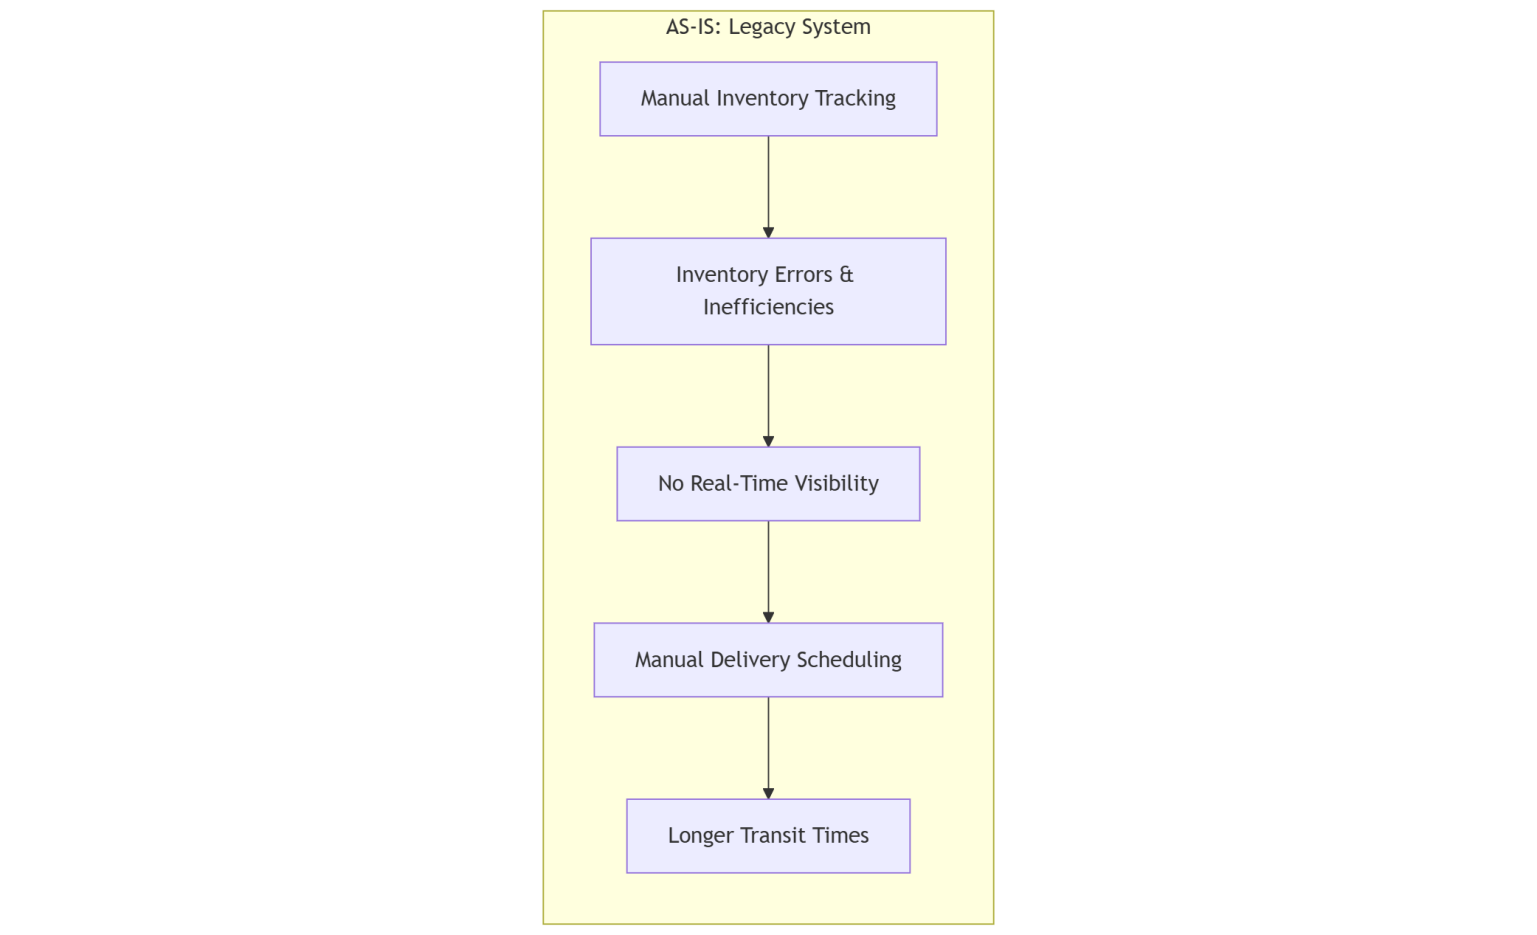 AS-IS: Legacy System
Manual Inventory Tracking
Inventory Errors &
Inefficiencies
No Real-Time Visibility
Manual Delivery Scheduling
Longer Transit Times